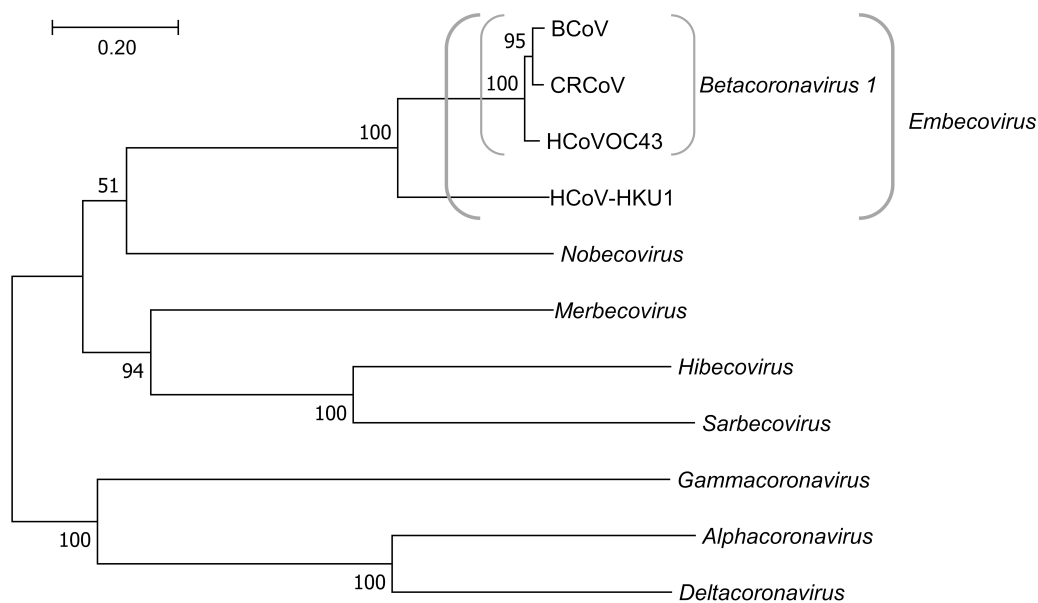 0.20
95
BCoV
100
CRCoV
Betacoronavirus 1
Embecovirus
100
HCoVOC43
51
HCoV-HKU1
Nobecovirus
Merbecovirus
94
Hibecovirus
100
Sarbecovirus
Gammacoronavirus
100
Alphacoronavirus
100
Deltacoronavirus